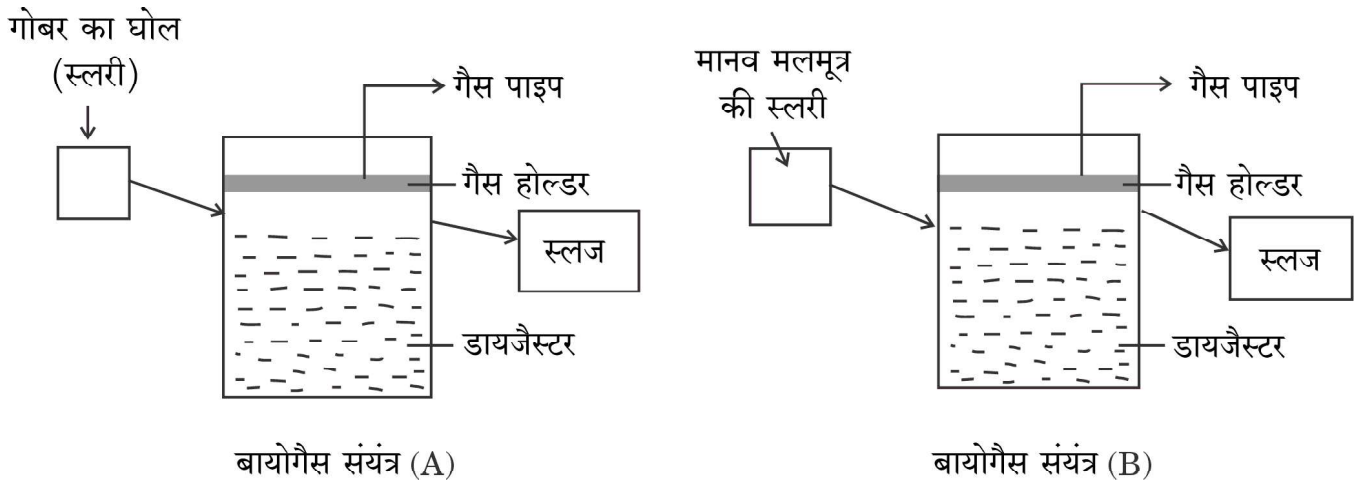 गोबर का घोल
(स्लरी)
गैस पाइप
गैस होल्डर
स्लज
डायजैस्टर
बायोगैस संयंत्र (A)
मानव मलमूत्र
की स्लरी
गैस पाइप
गैस होल्डर
स्लज
डायजैस्टर
बायोगैस संयंत्र (B)